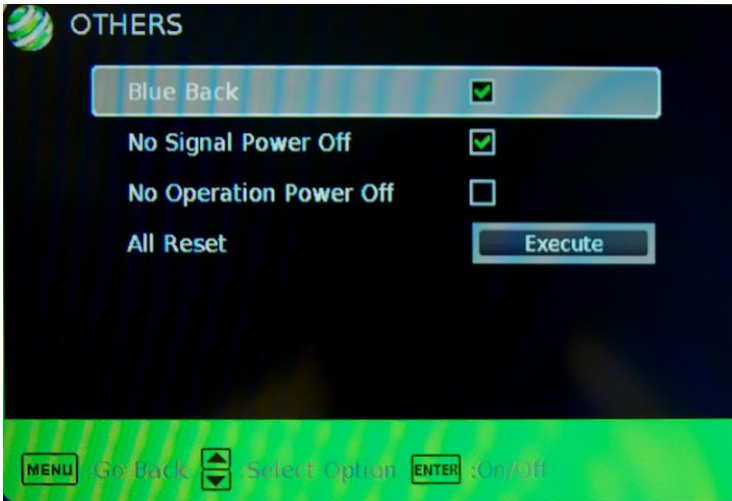 OTHERS
Blue Back
No Signal Power Off
No Operation Power Off
All Reset Execute
MENU :Go Back :Select Option ENTER :On/Off